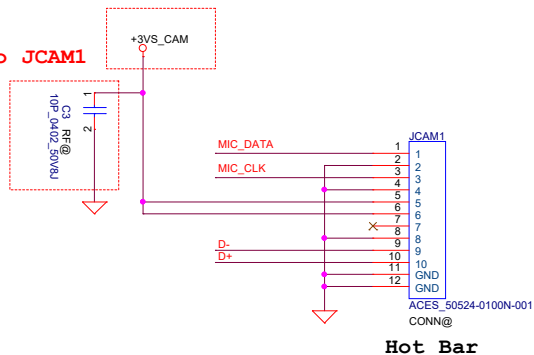 +3VS_CAM
o JCAM1
1
2
C3 RF@
10P_0402_50V8J
JCAM1
MIC_DATA 1 1
2 2
MIC_CLK 3 3
4 4
5 5
6 6
7 7
8 8
D- 9 9
D+ 10 10
11 GND
12 GND
ACES_50524-0100N-001
CONN@
Hot Bar